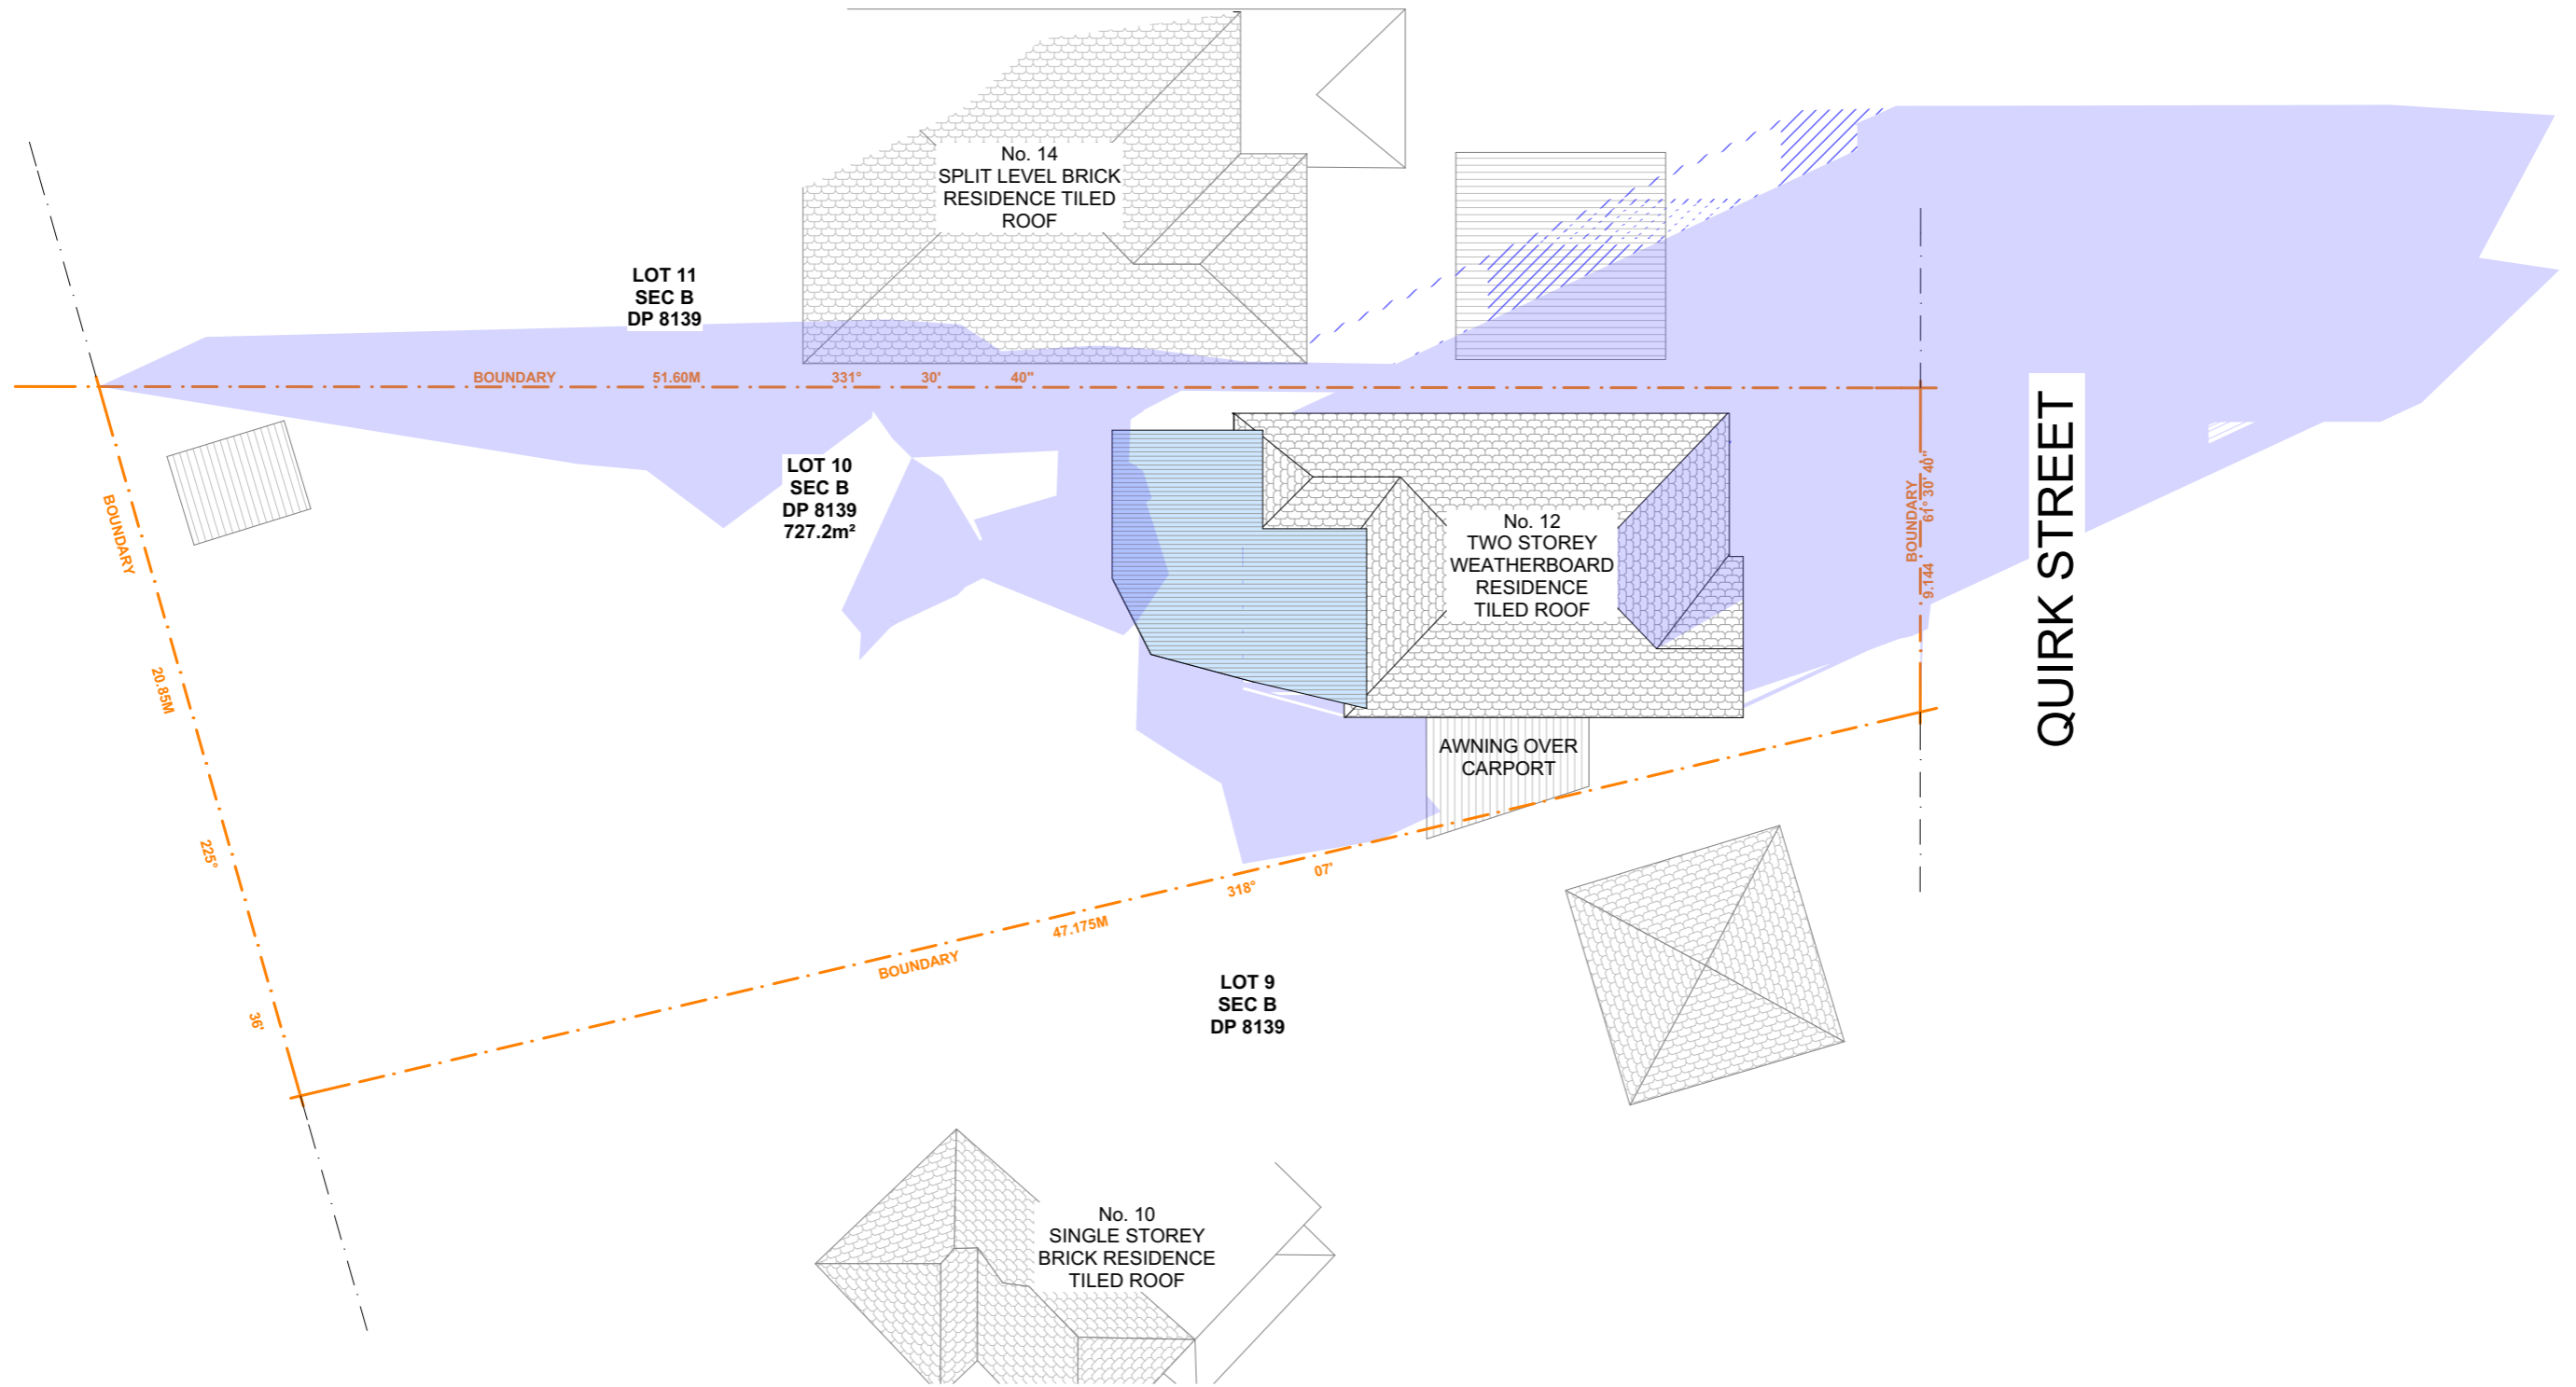 No. 14
SPLIT LEVEL BRICK
RESIDENCE TILED
ROOF
LOT 11
SEC B
DP 8139
BOUNDARY 51.60M 331° 30' 40"
LOT 10
SEC B
DP 8139
727.2m²
No. 12
TWO STOREY
WEATHERBOARD
RESIDENCE
TILED ROOF
BOUNDARY
9.144 61° 30' 40"
QUIRK STREET
BOUNDARY 20.85M 225° 36'
AWNING OVER
CARPORT
BOUNDARY 47.175M 318° 07'
LOT 9
SEC B
DP 8139
No. 10
SINGLE STOREY
BRICK RESIDENCE
TILED ROOF